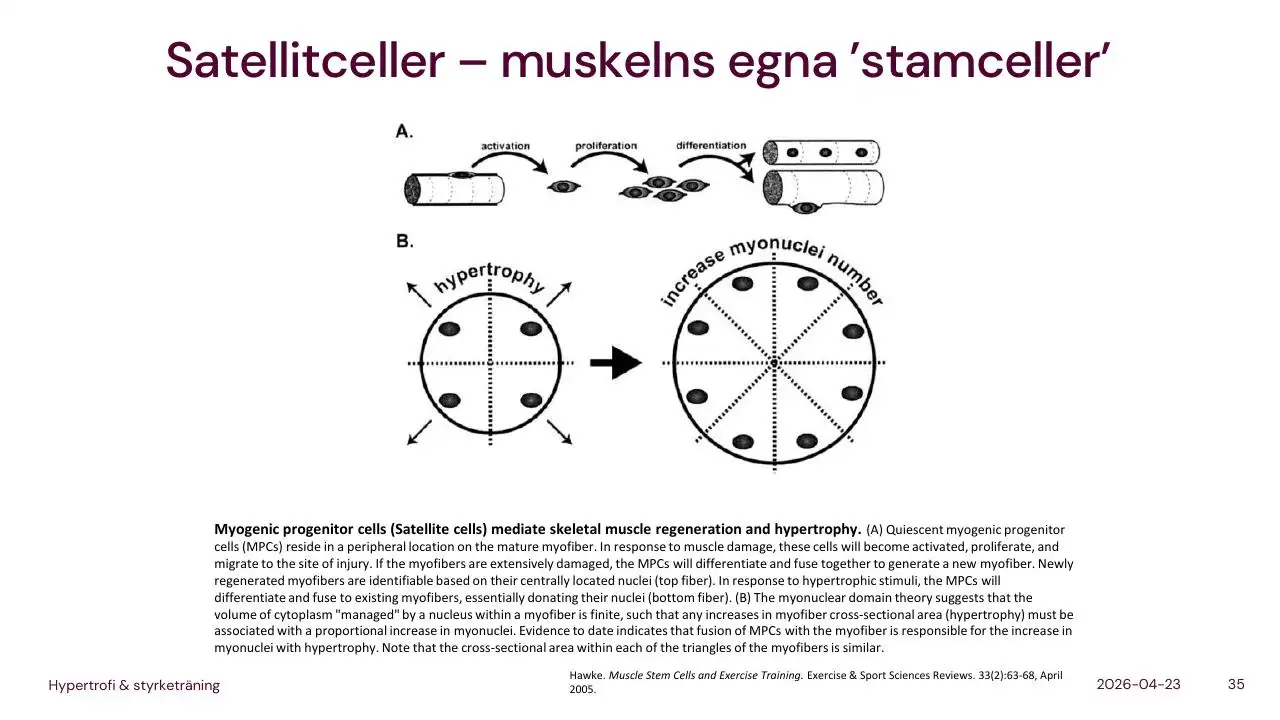 Satellitceller – muskelns egna ’stamceller’
A.
activation
proliferation
differentiation
B.
hypertrophy
increase myonuclei number
Myogenic progenitor cells (Satellite cells) mediate skeletal muscle regeneration and hypertrophy. (A) Quiescent myogenic progenitor
cells (MPCs) reside in a peripheral location on the mature myofiber. In response to muscle damage, these cells will become activated, proliferate, and
migrate to the site of injury. If the myofibers are extensively damaged, the MPCs will differentiate and fuse together to generate a new myofiber. Newly
regenerated myofibers are identifiable based on their centrally located nuclei (top fiber). In response to hypertrophic stimuli, the MPCs will
differentiate and fuse to existing myofibers, essentially donating their nuclei (bottom fiber). (B) The myonuclear domain theory suggests that the
volume of cytoplasm "managed" by a nucleus within a myofiber is finite, such that any increases in myofiber cross-sectional area (hypertrophy) must be
associated with a proportional increase in myonuclei. Evidence to date indicates that fusion of MPCs with the myofiber is responsible for the increase in
myonuclei with hypertrophy. Note that the cross-sectional area within each of the triangles of the myofibers is similar.
Hawke. Muscle Stem Cells and Exercise Training. Exercise & Sport Sciences Reviews. 33(2):63-68, April
2005.
Hypertrofi & styrketräning
2026-04-23
35